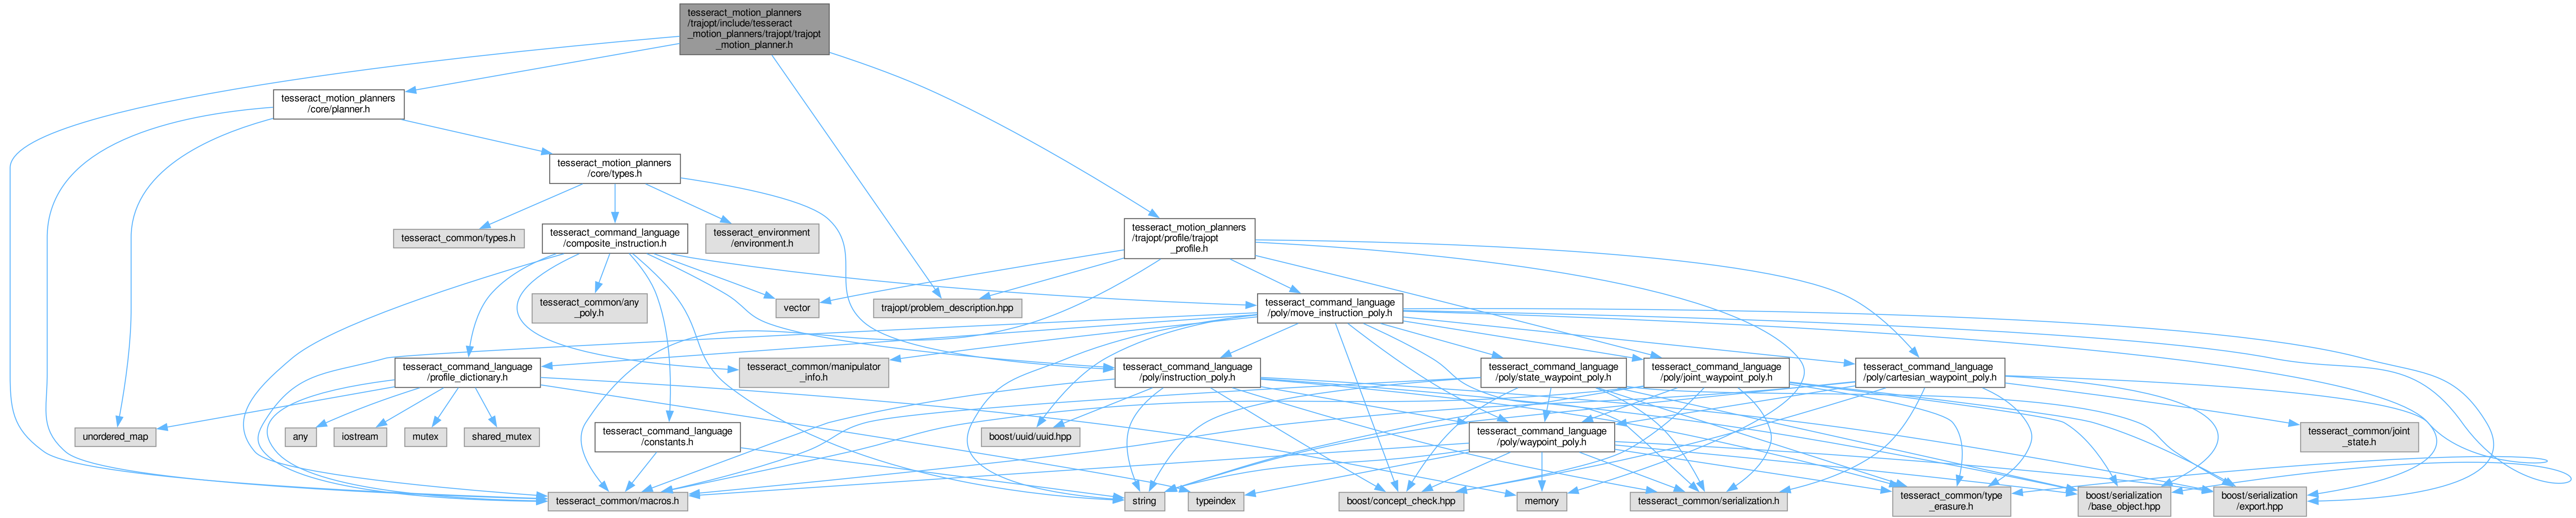 tesseract_motion_planners
/trajopt/include/tesseract
_motion_planners/trajopt/trajopt
_motion_planner.h
tesseract_motion_planners
/core/planner.h
tesseract_motion_planners
/core/types.h
tesseract_common/types.h
tesseract_command_language
/composite_instruction.h
tesseract_environment
/environment.h
tesseract_motion_planners
/trajopt/profile/trajopt
_profile.h
tesseract_common/any
_poly.h
vector
trajopt/problem_description.hpp
tesseract_command_language
/poly/move_instruction_poly.h
tesseract_command_language
/profile_dictionary.h
tesseract_common/manipulator
_info.h
tesseract_command_language
/poly/instruction_poly.h
tesseract_command_language
/poly/state_waypoint_poly.h
tesseract_command_language
/poly/joint_waypoint_poly.h
tesseract_command_language
/poly/cartesian_waypoint_poly.h
unordered_map
any
iostream
mutex
shared_mutex
tesseract_command_language
/constants.h
boost/uuid/uuid.hpp
tesseract_command_language
/poly/waypoint_poly.h
tesseract_common/joint
_state.h
tesseract_common/macros.h
string
typeindex
boost/concept_check.hpp
memory
tesseract_common/serialization.h
tesseract_common/type
_erasure.h
boost/serialization
/base_object.hpp
boost/serialization
/export.hpp